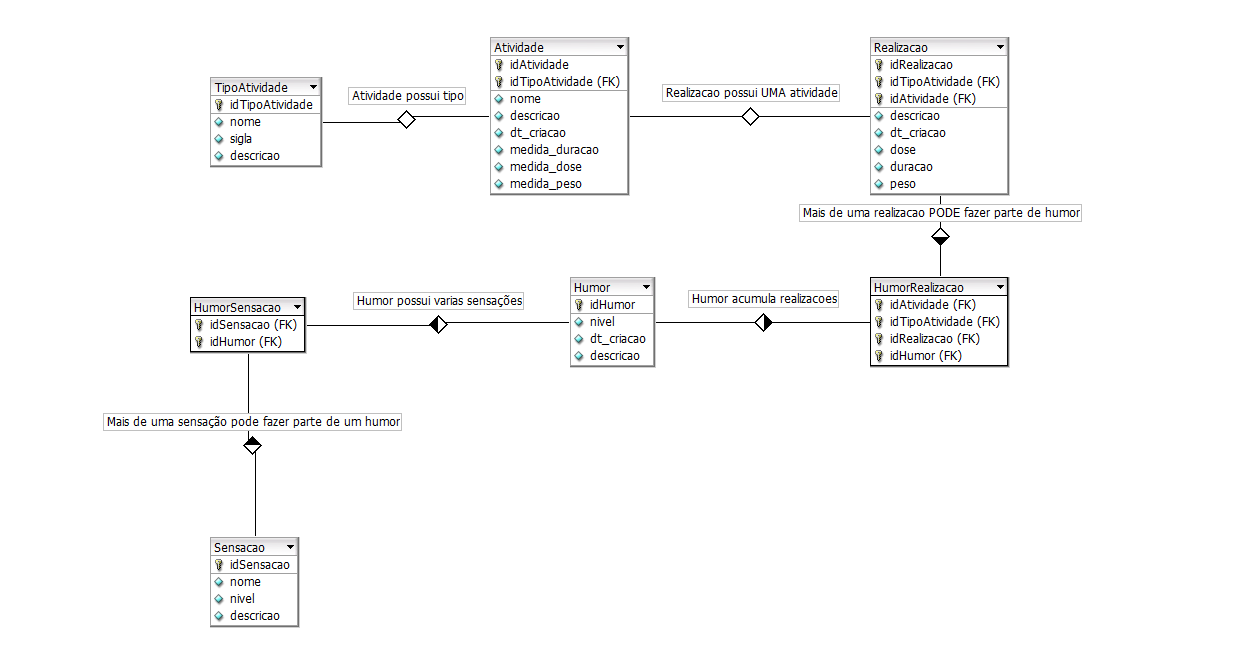 TipoAtividade
idTipoAtividade
nome
sigla
descricao
Atividade possui tipo
Atividade
idAtividade
idTipoAtividade (FK)
nome
descricao
dt_criacao
medida_duracao
medida_dose
medida_peso
Realizacao possui UMA atividade
Realizacao
idRealizacao
idTipoAtividade (FK)
idAtividade (FK)
descricao
dt_criacao
dose
duracao
peso
Mais de uma realizacao PODE fazer parte de humor
HumorSensacao
idSensacao (FK)
idHumor (FK)
Humor possui varias sensações
Humor
idHumor
nivel
dt_criacao
descricao
Humor acumula realizacoes
HumorRealizacao
idAtividade (FK)
idTipoAtividade (FK)
idRealizacao (FK)
idHumor (FK)
Mais de uma sensação pode fazer parte de um humor
Sensacao
idSensacao
nome
nivel
descricao